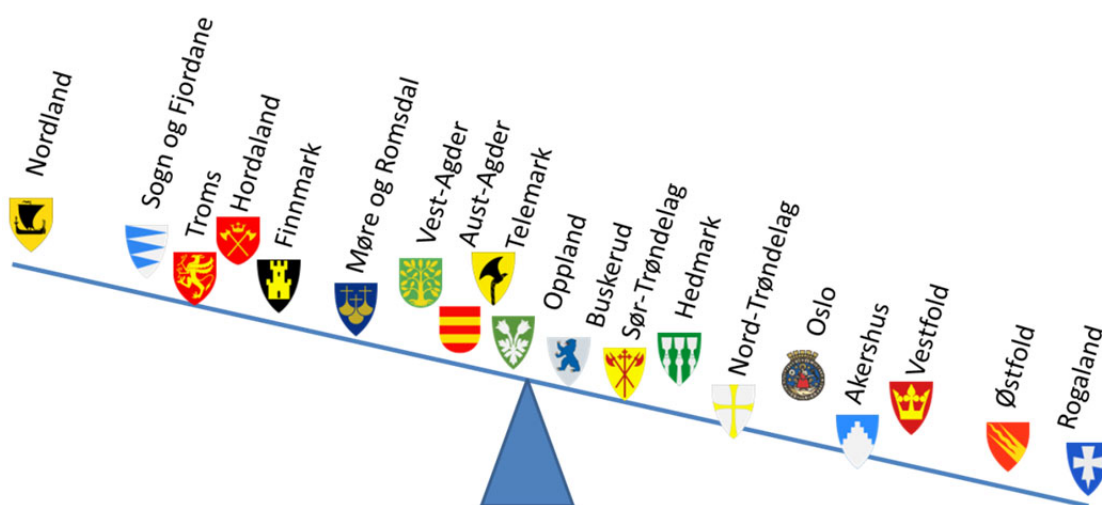 Nordland
Sogn og Fjordane
Troms
Hordaland
Finnmark
Møre og Romsdal
Vest-Agder
Aust-Agder
Telemark
Oppland
Buskerud
Sør-Trøndelag
Hedmark
Nord-Trøndelag
Oslo
Akershus
Vestfold
Østfold
Rogaland